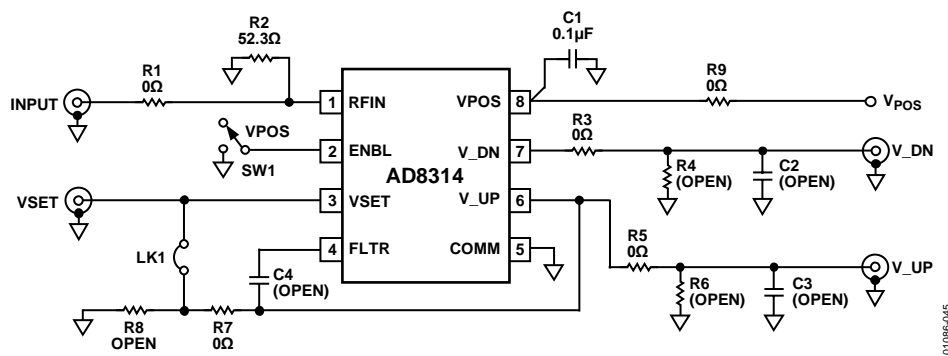 R2
52.3Ω
C1
0.1µF
R1
0Ω
R9
0Ω
INPUT
1
RFIN
VPOS
8
VPOS
R3
0Ω
VPOS
SW1
2
ENBL
V_DN
7
V_DN
AD8314
R4
(OPEN)
C2
(OPEN)
VSET
3
VSET
V_UP
6
R5
0Ω
LK1
4
FLTR
COMM
5
V_UP
C4
(OPEN)
R6
(OPEN)
C3
(OPEN)
R8
OPEN
R7
0Ω
01086-045